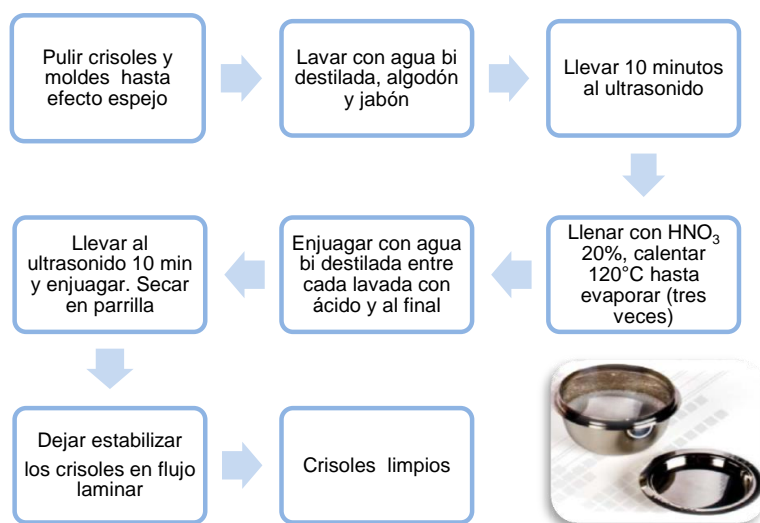 Pulir crisoles y
moldes hasta
efecto espejo
Lavar con agua bi
destilada, algodón
y jabón
Llevar 10 minutos
al ultrasonido
Llenar con HNO₃
20%, calentar
120°C hasta
evaporar (tres
veces)
Enjuagar con agua
bi destilada entre
cada lavada con
ácido y al final
Llevar al
ultrasonido 10 min
y enjuagar. Secar
en parrilla
Dejar estabilizar
los crisoles en flujo
laminar
Crisoles limpios